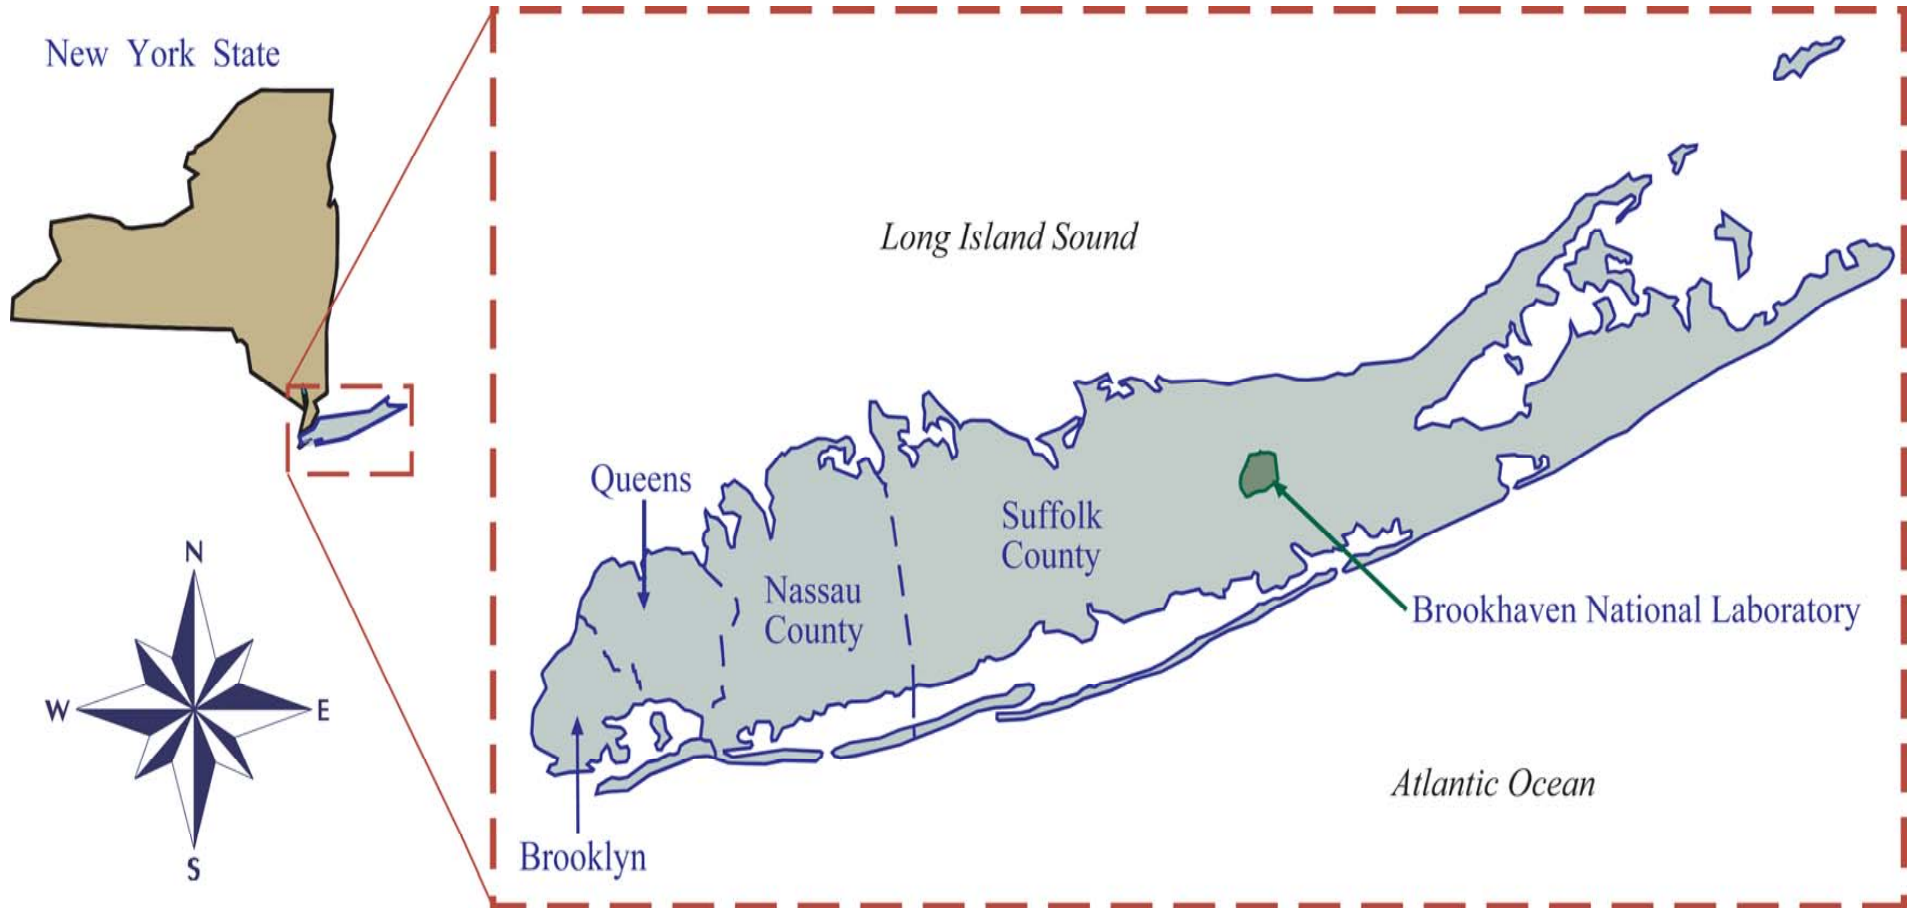 New York State
Long Island Sound
Queens
Suffolk
County
Nassau
County
Brookhaven National Laboratory
Atlantic Ocean
Brooklyn
N
W
E
S